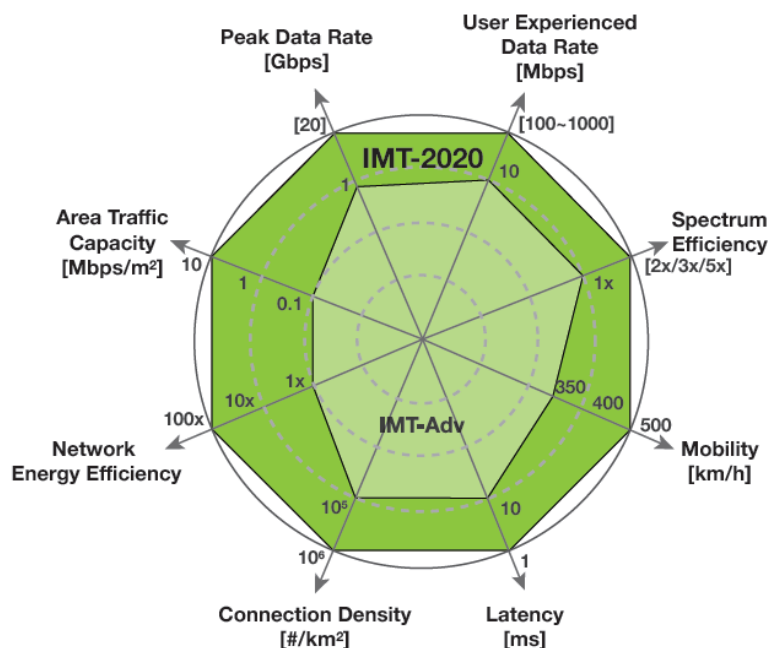 Peak Data Rate
[Gbps]
User Experienced
Data Rate
[Mbps]
[20]
[100~1000]
IMT-2020
1
10
Area Traffic
Capacity
[Mbps/m²]
Spectrum
Efficiency
[2x/3x/5x]
10
1
0.1
1x
1x
10x
100x
350
400
500
IMT-Adv
Network
Energy Efficiency
Mobility
[km/h]
10⁵
10
10⁶
1
Connection Density
[#/km²]
Latency
[ms]